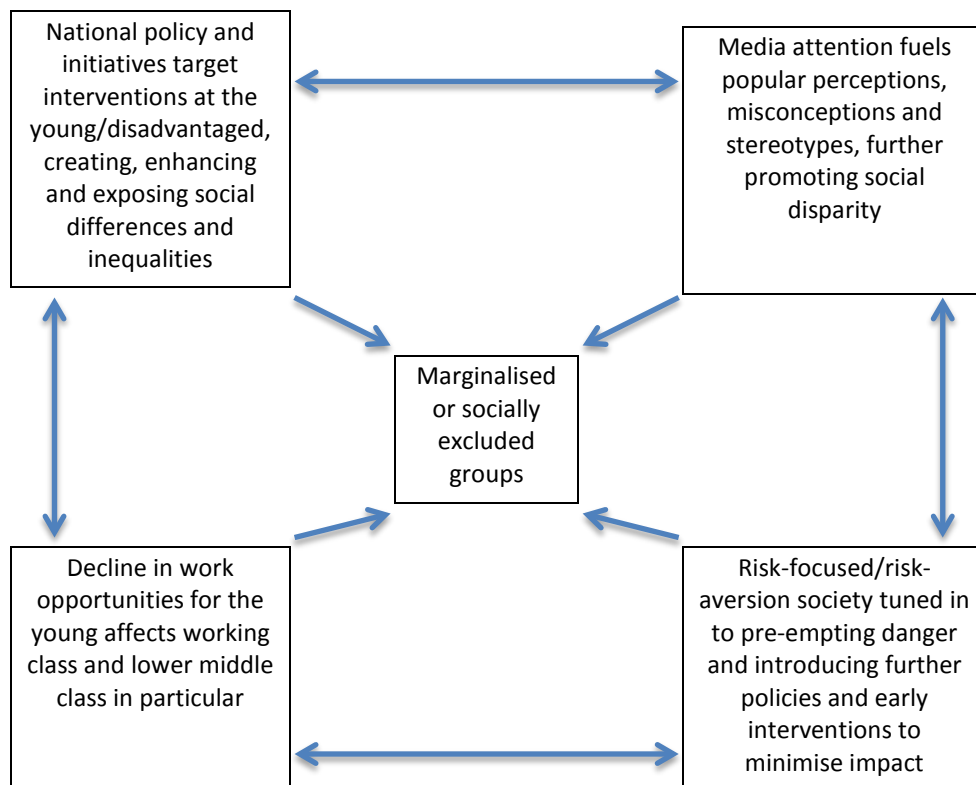 National policy and
initiatives target
interventions at the
young/disadvantaged,
creating, enhancing
and exposing social
differences and
inequalities
Media attention fuels
popular perceptions,
misconceptions and
stereotypes, further
promoting social
disparity
Marginalised
or socially
excluded
groups
Decline in work
opportunities for the
young affects working
class and lower middle
class in particular
Risk-focused/risk-
aversion society tuned in
to pre-empting danger
and introducing further
policies and early
interventions to
minimise impact